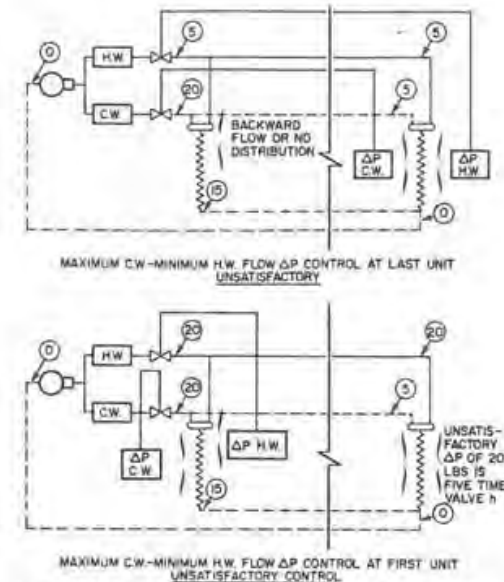 0
H.W.
5
5
C.W.
20
5
BACKWARD
FLOW OR NO
DISTRIBUTION
ΔP
C.W.
ΔP
H.W.
15
0
MAXIMUM C.W.-MINIMUM H.W. FLOW ΔP CONTROL AT LAST UNIT
UNSATISFACTORY
0
H.W.
20
20
C.W.
20
5
ΔP
C.W.
ΔP H.W.
UNSATIS-
FACTORY
ΔP OF 20
LBS IS
FIVE TIME
VALVE h
15
0
MAXIMUM C.W.-MINIMUM H.W. FLOW ΔP CONTROL AT FIRST UNIT
UNSATISFACTORY CONTROL